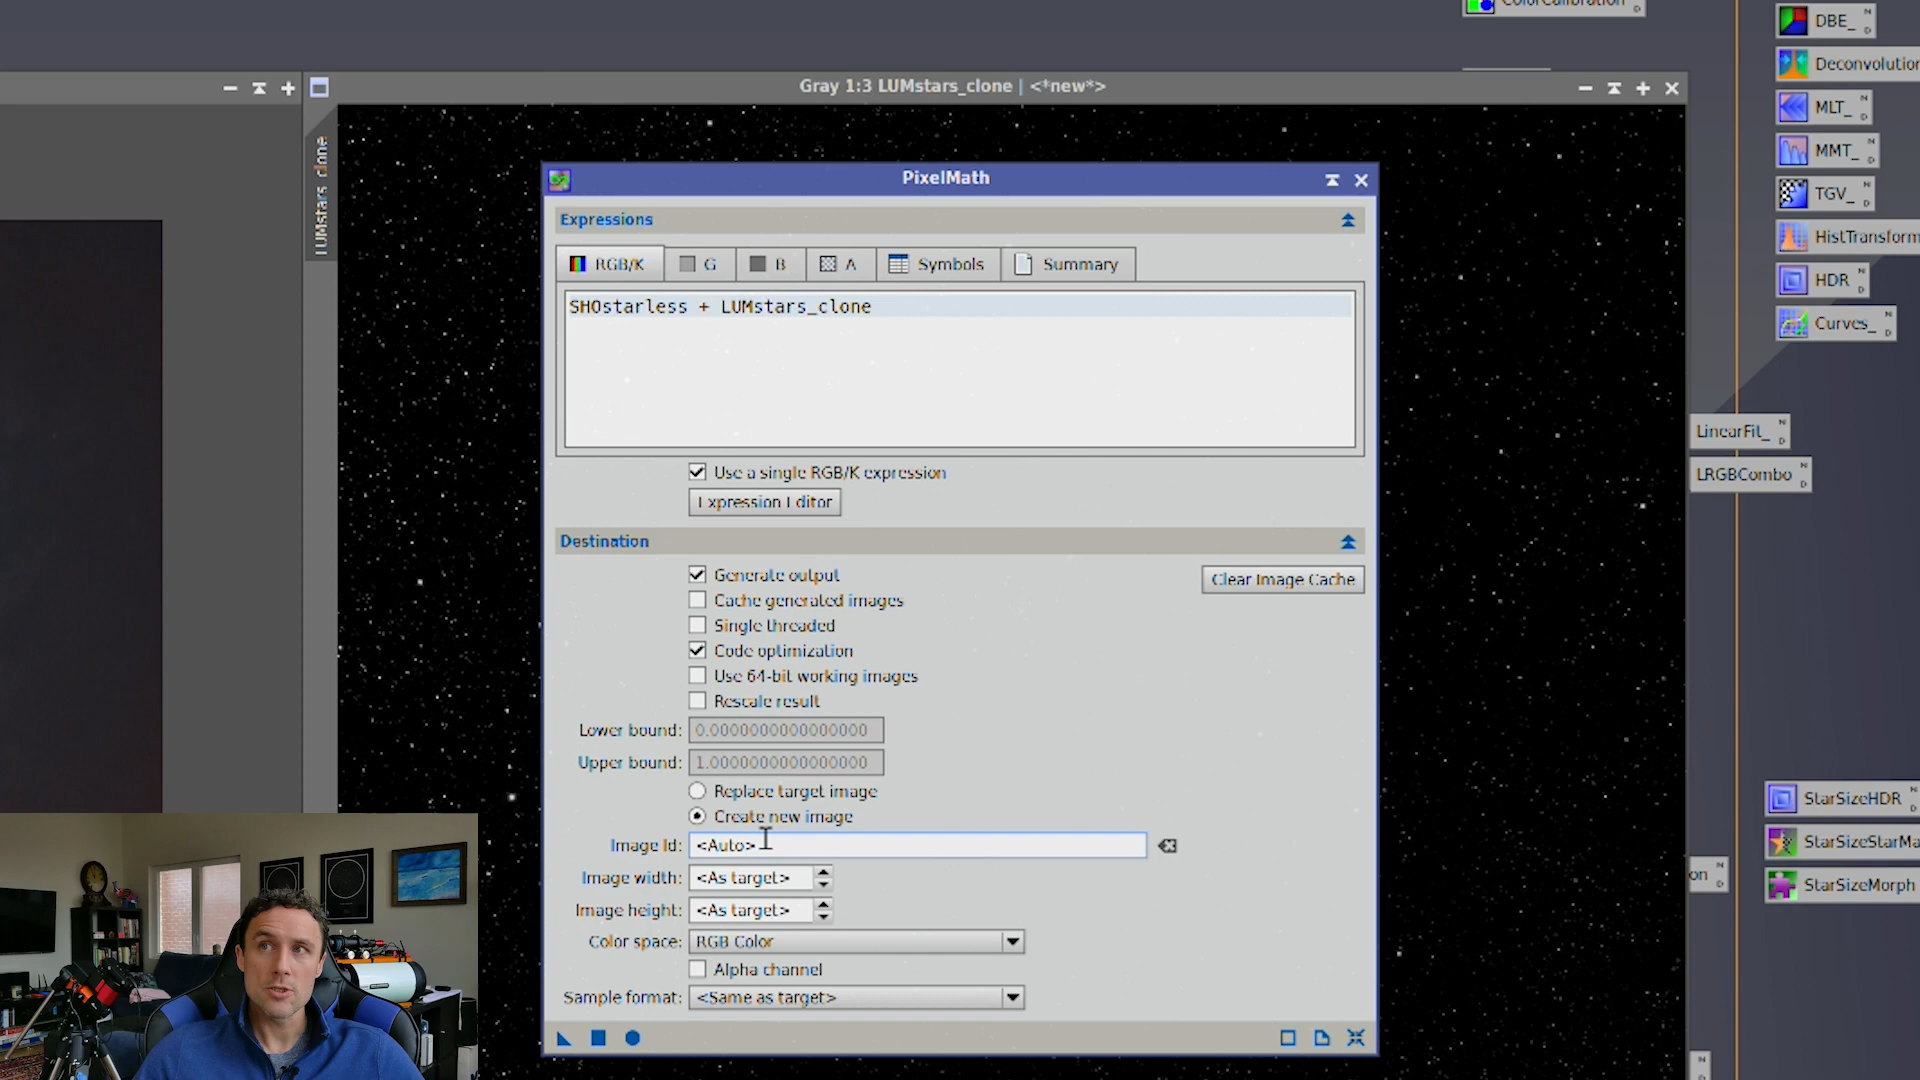 ColorCalibration
DBE_
Deconvolution
MLT_
MMT_
TGV_
HistTransform
HDR
Curves_
LinearFit_
LRGBCombo
StarSizeHDR
StarSizeStarMa
StarSizeMorph
on
Gray 1:3 LUMstars_clone | <*new*>
LUMstars_clone
PixelMath
Expressions
RGB/K G B A Symbols Summary
SHOstarless + LUMstars_clone
Use a single RGB/K expression
Expression Editor
Destination
Generate output
Clear Image Cache
Cache generated images
Single threaded
Code optimization
Use 64-bit working images
Rescale result
Lower bound: 0.0000000000000000
Upper bound: 1.0000000000000000
Replace target image
Create new image
Image Id: <Auto>
Image width: <As target>
Image height: <As target>
Color space: RGB Color
Alpha channel
Sample format: <Same as target>